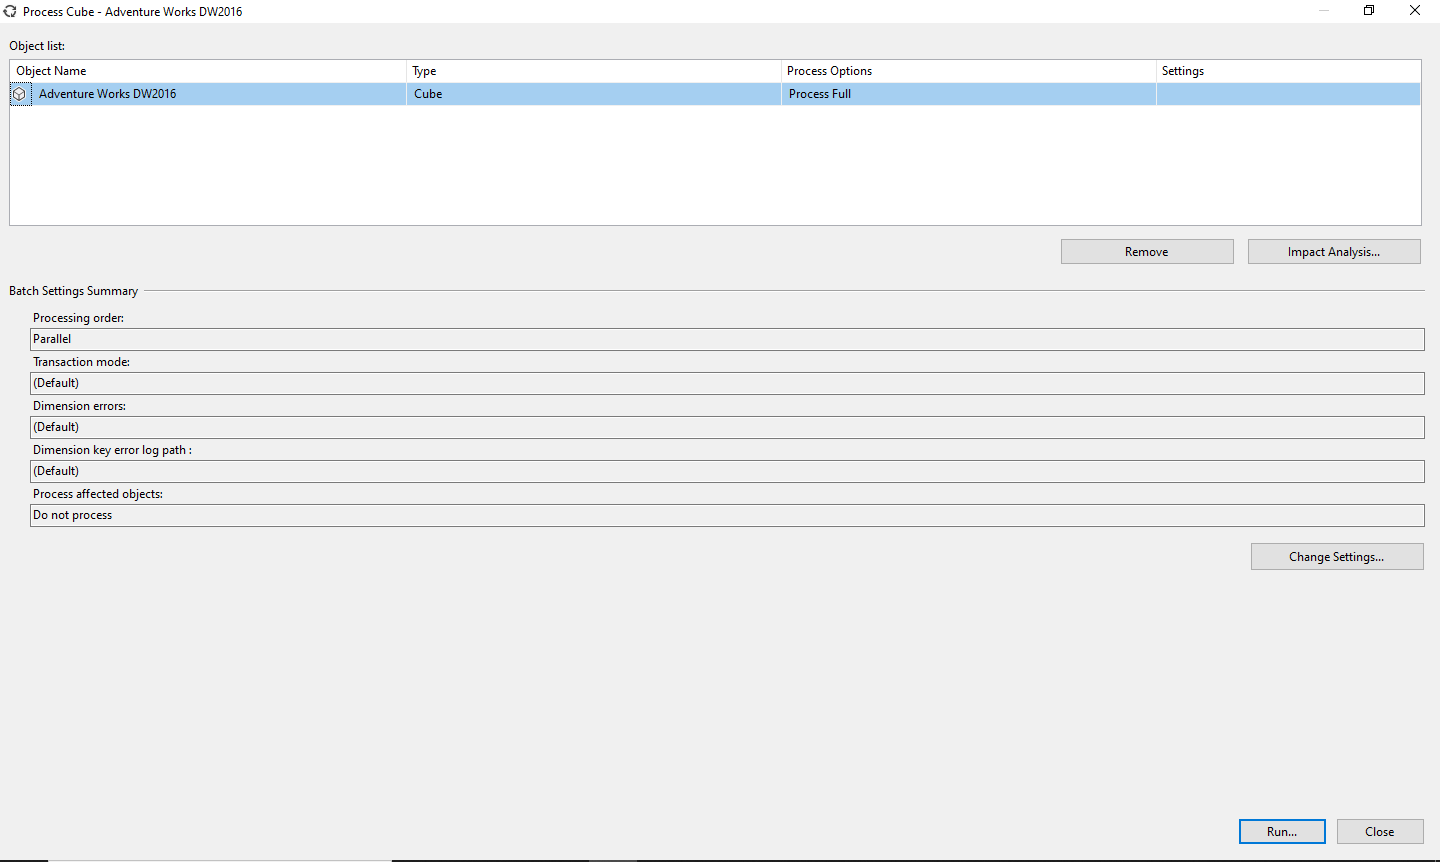 Process Cube - Adventure Works DW2016
Object list:
Object Name Type Process Options Settings
Adventure Works DW2016 Cube Process Full
Remove Impact Analysis...
Batch Settings Summary
Processing order:
Parallel
Transaction mode:
(Default)
Dimension errors:
(Default)
Dimension key error log path :
(Default)
Process affected objects:
Do not process
Change Settings...
Run... Close